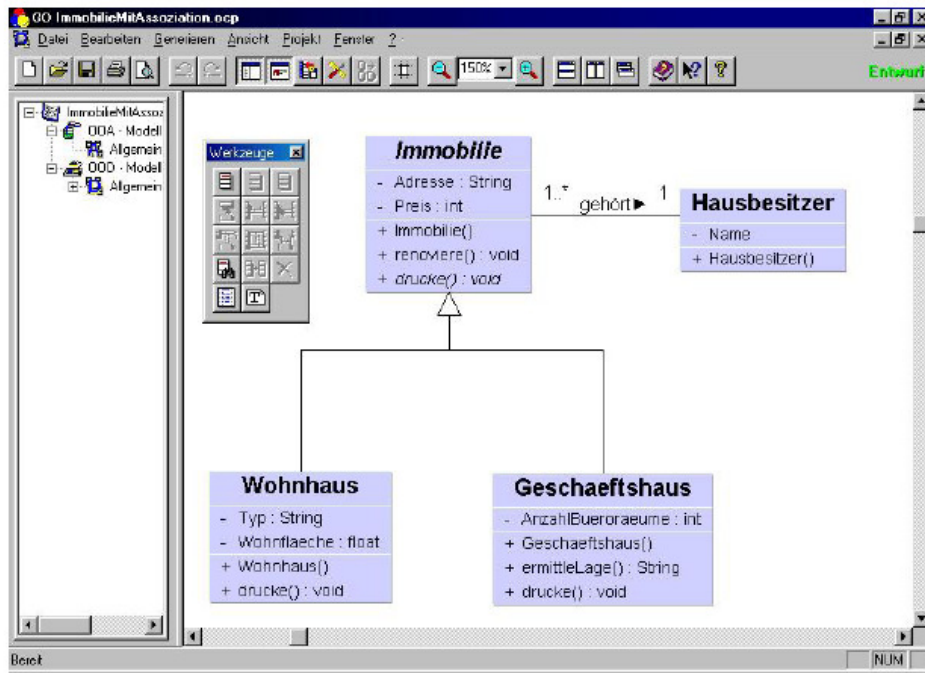 GO ImmobilieMitAssoziation.ocp
Datei Bearbeiten Generieren Ansicht Projekt Fenster ?
150%
Entwurf
ImmobilieMitAssoz
OOA - Modell
Allgemein
OOD - Modell
Allgemein
Werkzeuge
Immobilie
- Adresse : String
- Preis : int
+ Immobilie()
+ renoviere() : void
+ drucke() : void
1..* gehört▶ 1
Hausbesitzer
- Name
+ Hausbesitzer()
Wohnhaus
- Typ : String
- Wohnflaeche : float
+ Wohnhaus()
+ drucke() : void
Geschaeftshaus
- AnzahlBueroraeume : int
+ Geschaeftshaus()
+ ermittleLage() : String
+ drucke() : void
Bereit
NUM